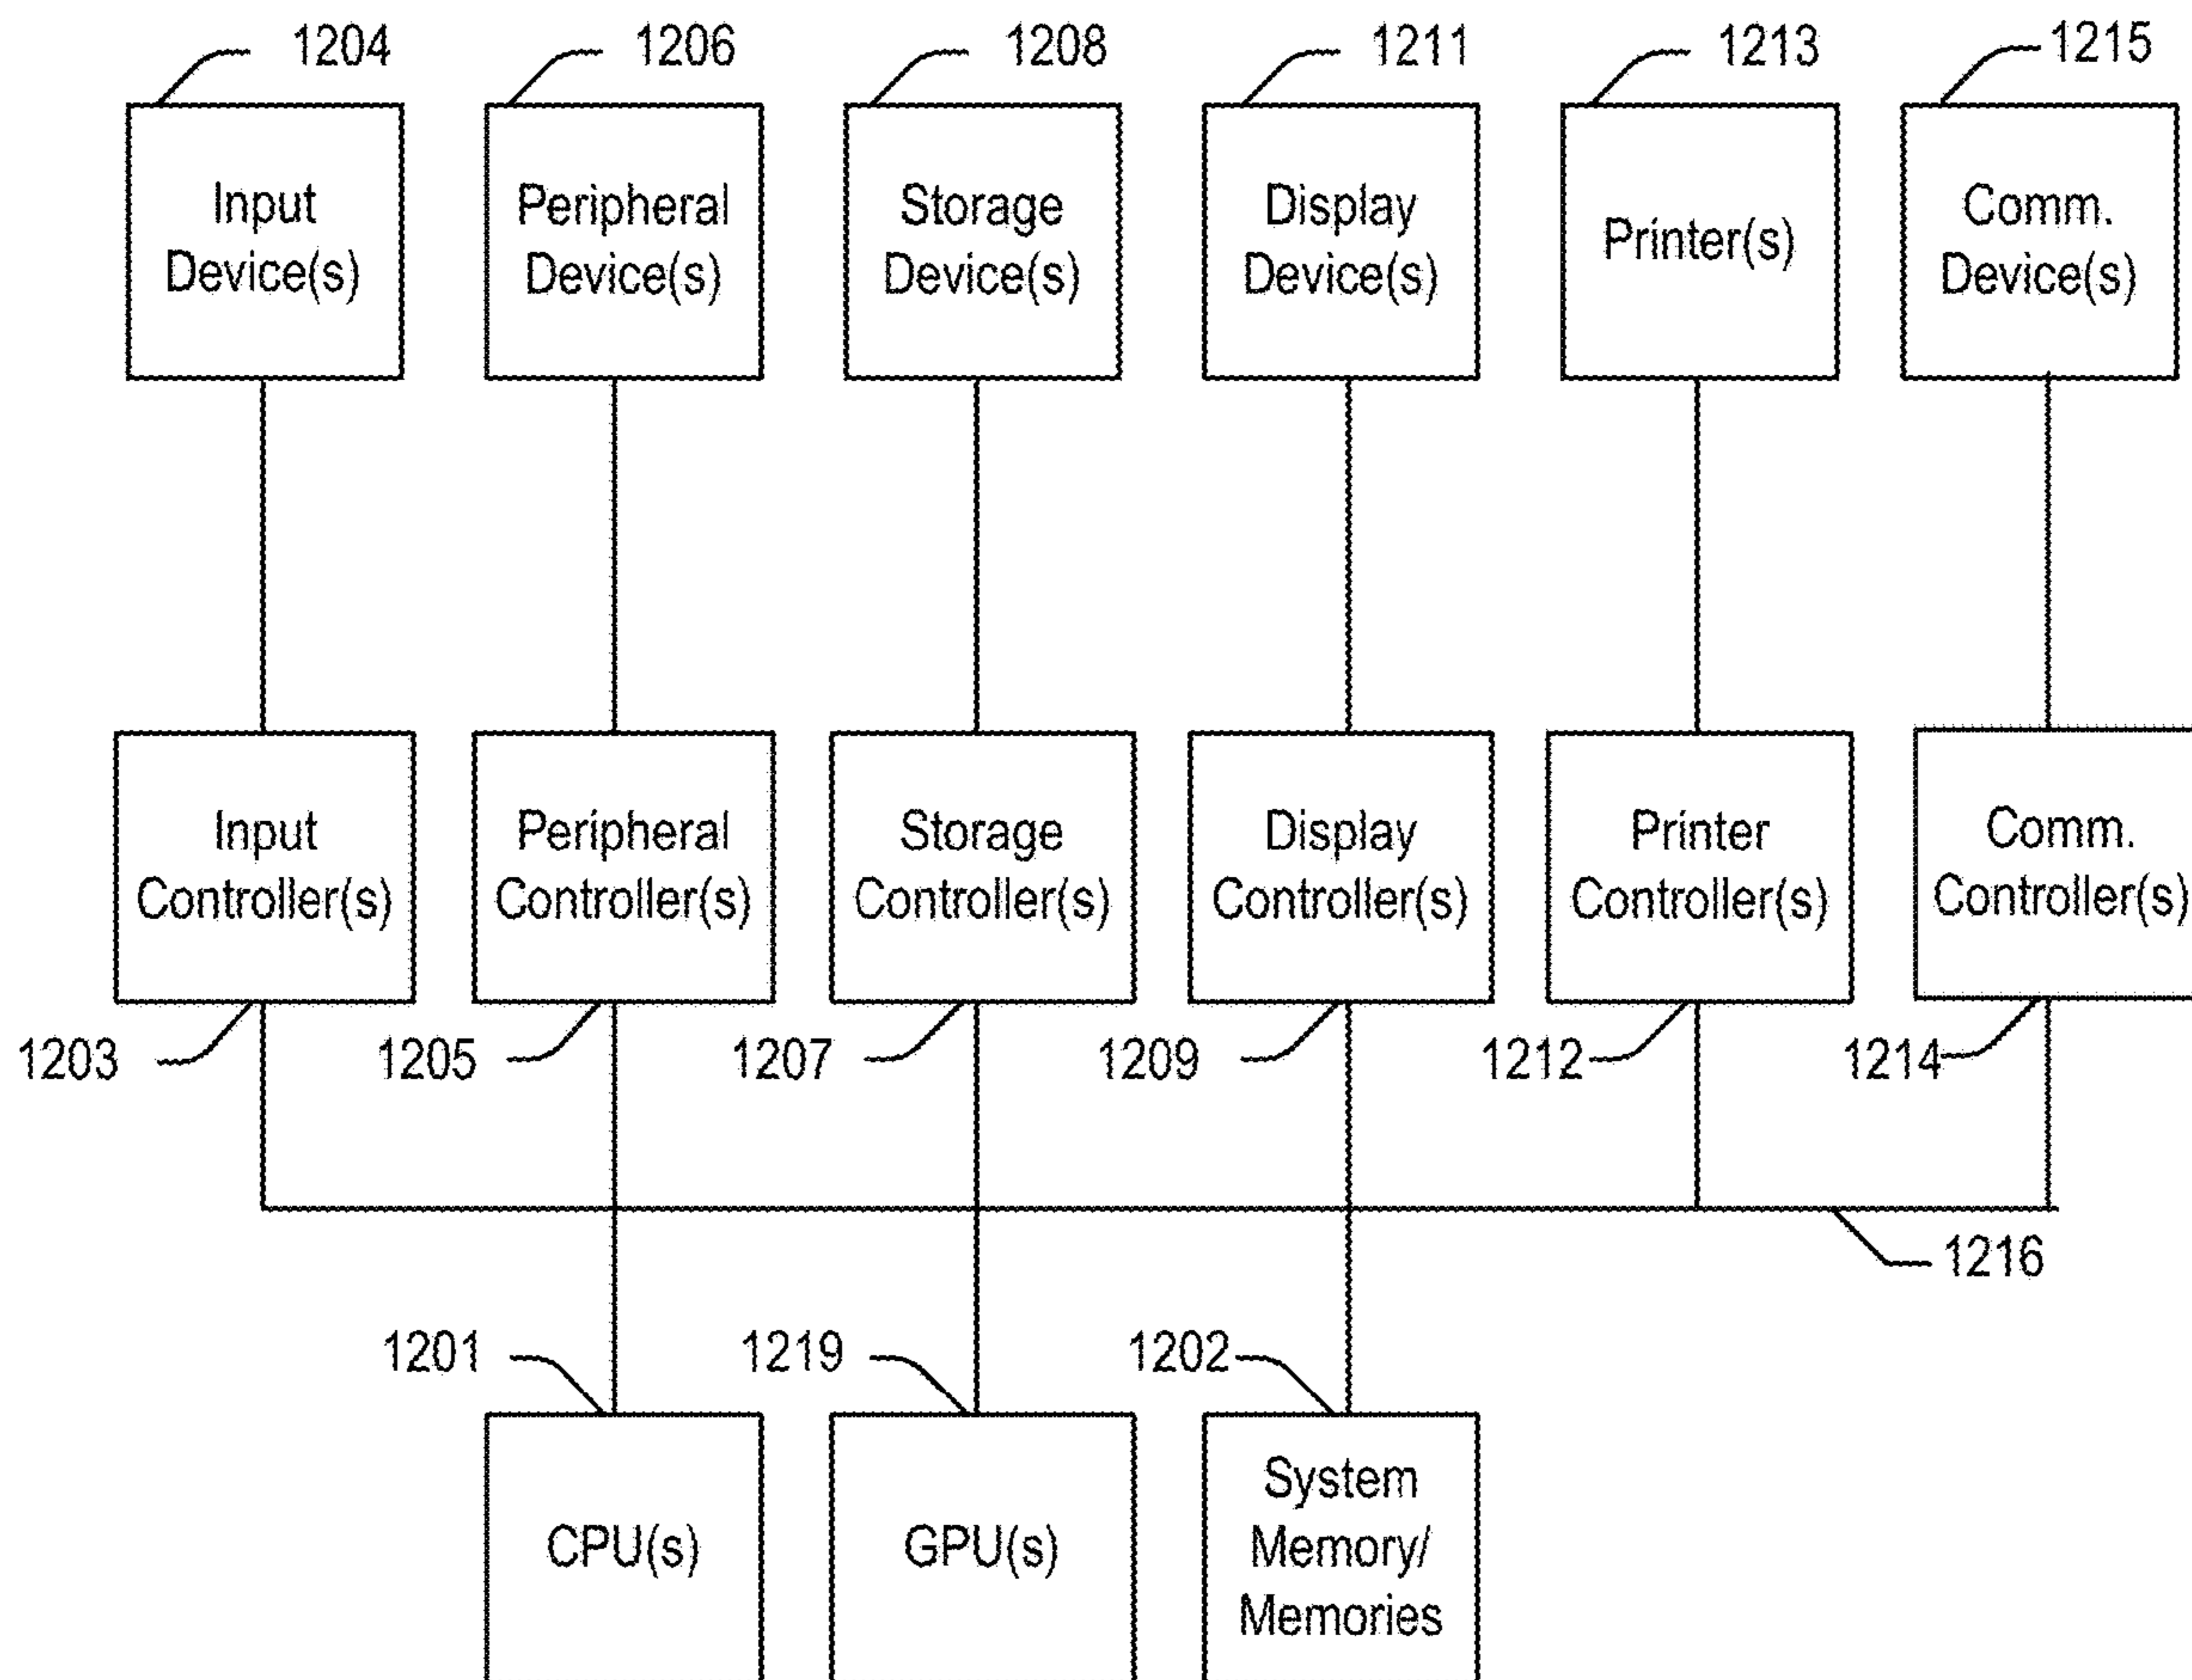 1204
1206
1208
1211
1213
1215
Input
Device(s)
Peripheral
Device(s)
Storage
Device(s)
Display
Device(s)
Printer(s)
Comm.
Device(s)
Input
Controller(s)
Peripheral
Controller(s)
Storage
Controller(s)
Display
Controller(s)
Printer
Controller(s)
Comm.
Controller(s)
1203
1205
1207
1209
1212
1214
1216
1201
1219
1202
CPU(s)
GPU(s)
System
Memory/
Memories